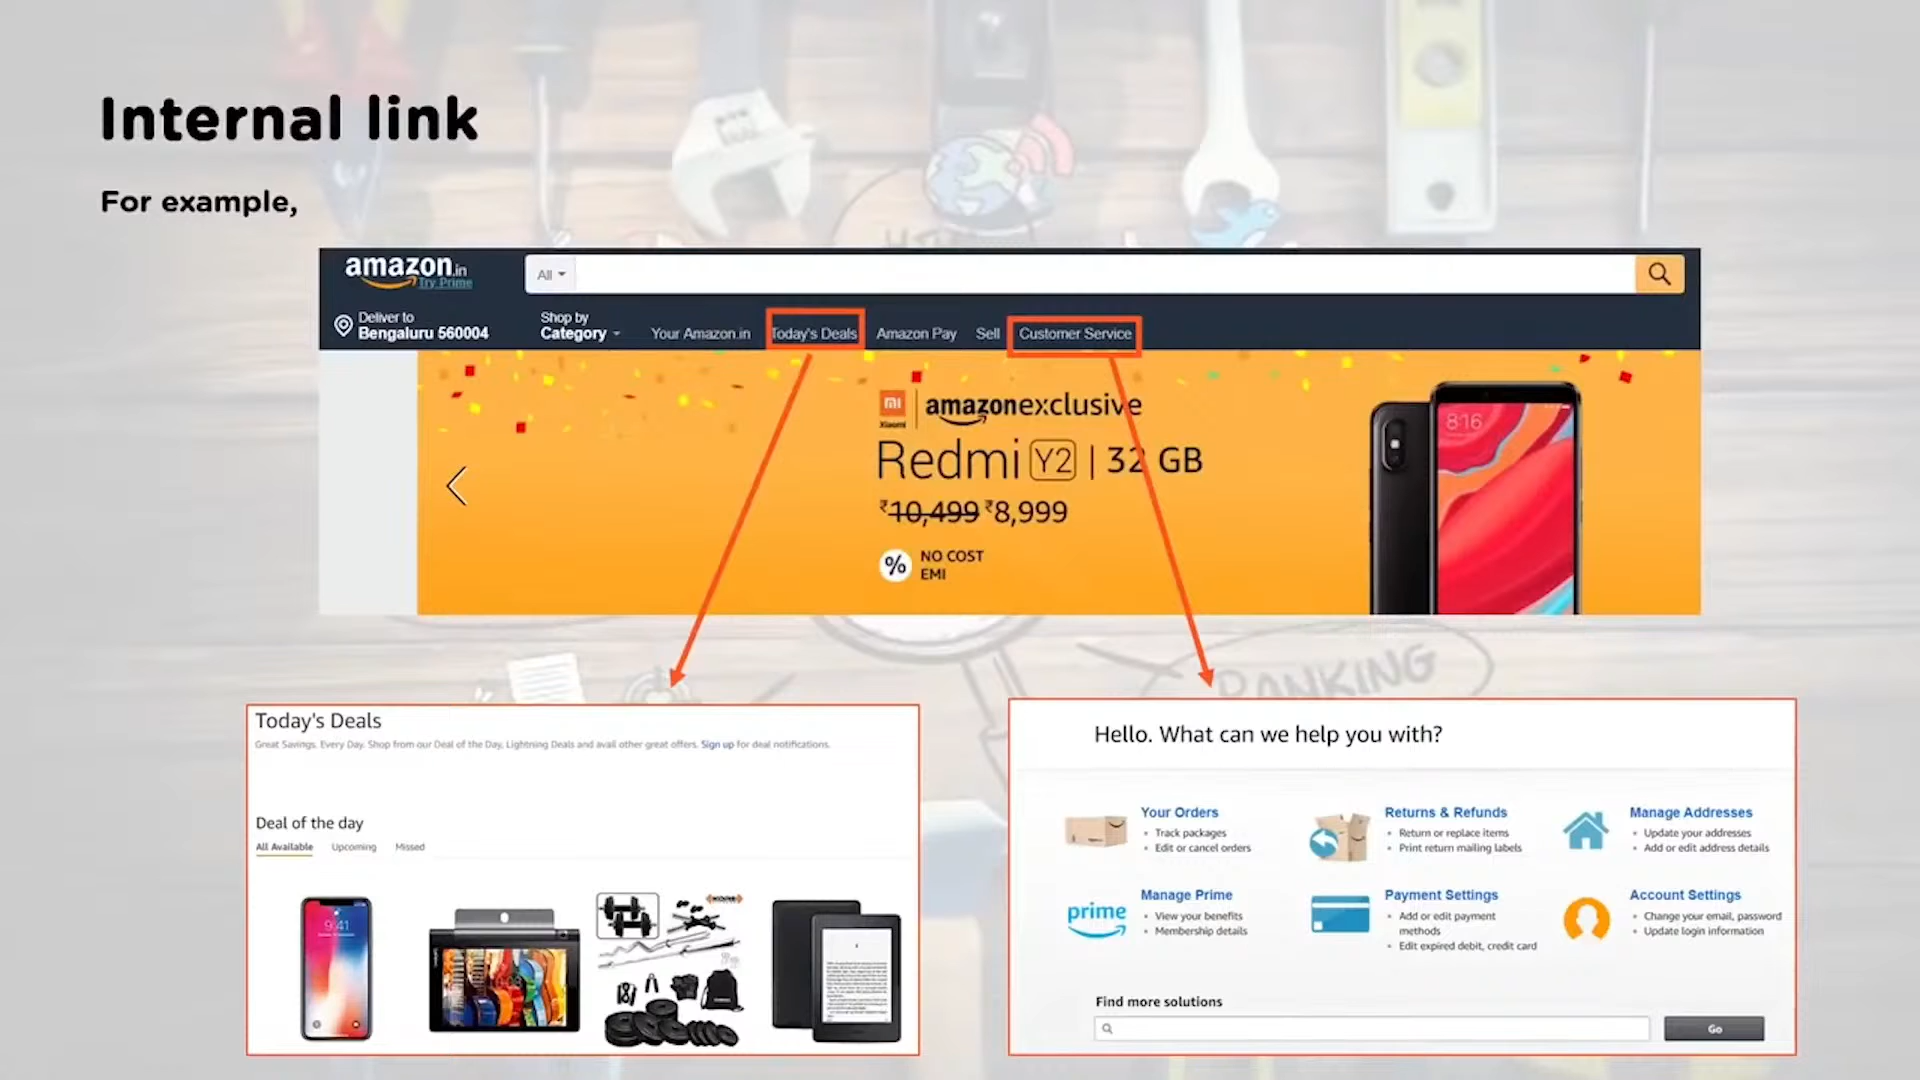 Internal link
For example,
amazon.in
Try Prime
All
Deliver to
Bengaluru 560004
Shop by
Category
Your Amazon.in
Today's Deals
Amazon Pay
Sell
Customer Service
mi
Xiaomi
amazonexclusive
Redmi Y2 | 32 GB
₹10,499 ₹8,999
%
NO COST
EMI
8:16
RANKING
Today's Deals
Great Savings. Every Day. Shop from our Deal of the Day, Lightning Deals and avail other great offers. Sign up for deal notifications.
Deal of the day
All Available
Upcoming
Missed
9:41
Hello. What can we help you with?
Your Orders
• Track packages
• Edit or cancel orders
Returns & Refunds
• Return or replace items
• Print return mailing labels
Manage Addresses
• Update your addresses
• Add or edit address details
prime
Manage Prime
• View your benefits
• Membership details
Payment Settings
• Add or edit payment
methods
• Edit expired debit, credit card
Account Settings
• Change your email, password
• Update login information
Find more solutions
Go